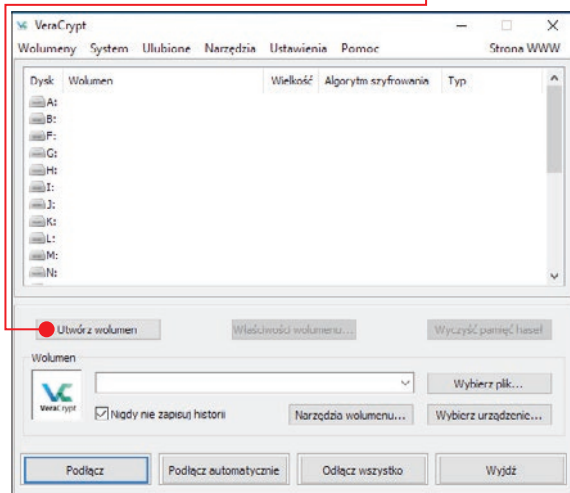 VeraCrypt
Wolumeny System Ulubione Narzędzia Ustawienia Pomoc Strona WWW
Dysk Wolumen Wielkość Algorytm szyfrowania Typ
A:
B:
F:
G:
H:
I:
J:
K:
L:
M:
N:
Utwórz wolumen Właściwości wolumenu... Wyczyść pamięć haseł
Wolumen
Wybierz plik...
VeraCrypt
Nigdy nie zapisuj historii Narzędzia wolumenu... Wybierz urządzenie...
Podłącz Podłącz automatycznie Odłącz wszystko Wyjdź